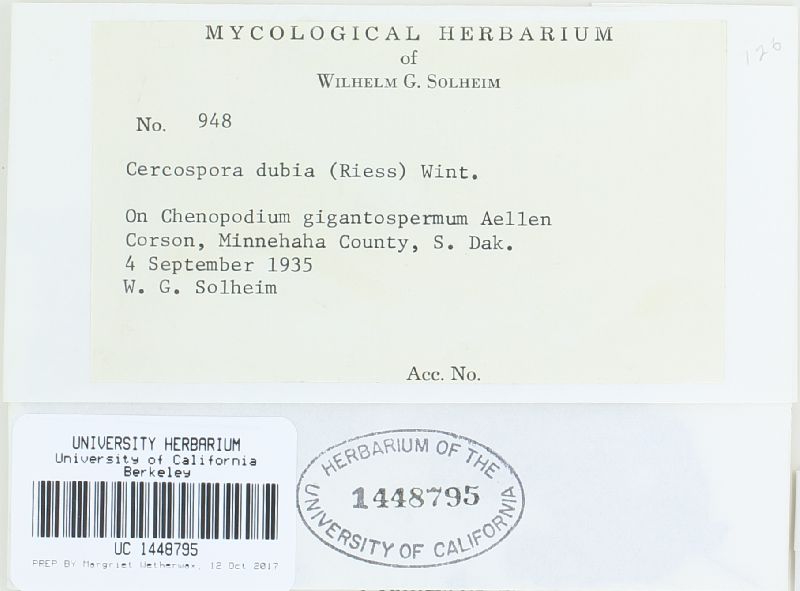 MYCOLOGICAL HERBARIUM
of
WILHELM G. SOLHEIM
126
No. 948
Cercospora dubia (Riess) Wint.
On Chenopodium gigantospermum Aellen
Corson, Minnehaha County, S. Dak.
4 September 1935
W. G. Solheim
Acc. No.
UNIVERSITY HERBARIUM
University of California
Berkeley
UC 1448795
PREP BY Margriet Wetherwax, 12 Oct 2017
HERBARIUM OF THE
1448795
UNIVERSITY OF CALIFORNIA